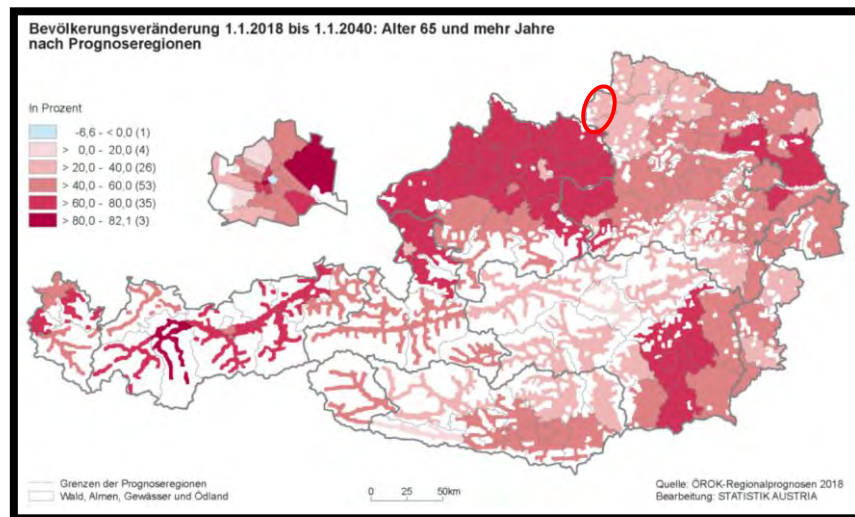 Bevölkerungsveränderung 1.1.2018 bis 1.1.2040: Alter 65 und mehr Jahre
nach Prognoseregionen
In Prozent
-6,6 - < 0,0 (1)
> 0,0 - 20,0 (4)
> 20,0 - 40,0 (26)
> 40,0 - 60,0 (53)
> 60,0 - 80,0 (35)
> 80,0 - 82,1 (3)
Grenzen der Prognoseregionen
Wald, Almen, Gewässer und Ödland
0 25 50km
Quelle: ÖROK-Regionalprognosen 2018
Bearbeitung: STATISTIK AUSTRIA